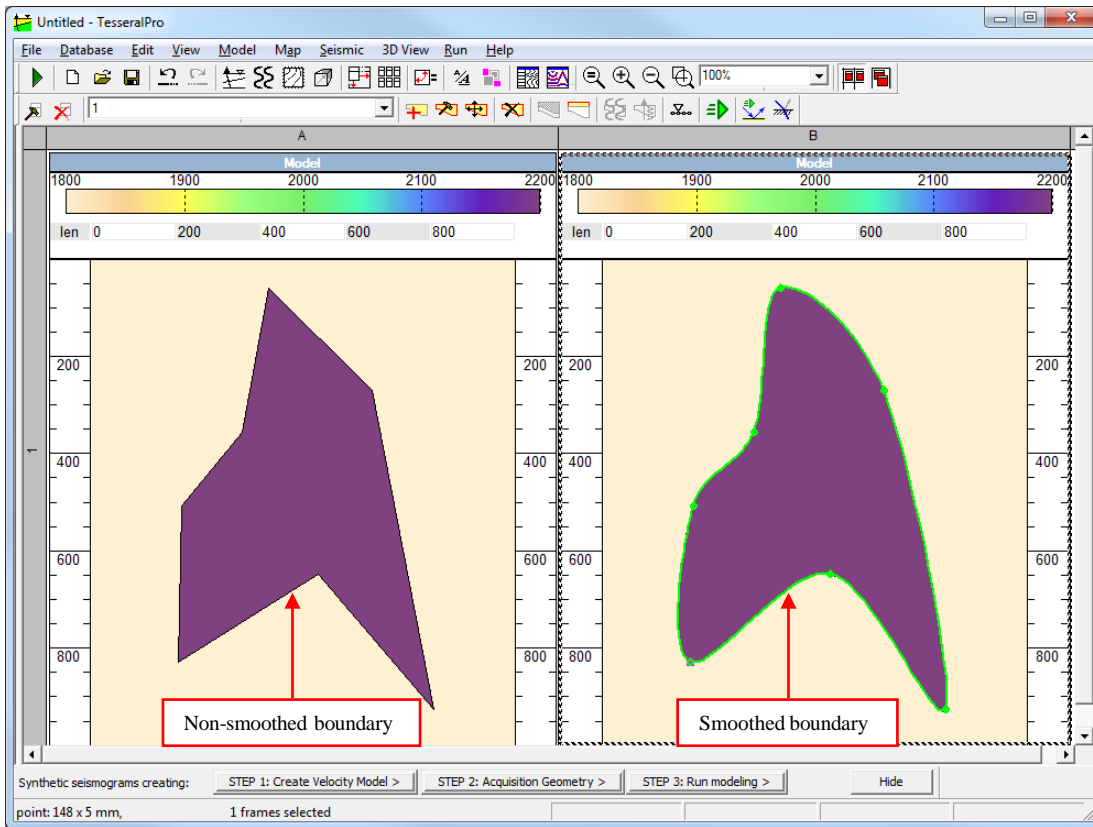 Untitled - TesseralPro
File Database Edit View Model Map Seismic 3D View Run Help
100%
1
A B
Model Model
1800 1900 2000 2100 2200 1800 1900 2000 2100 2200
len 0 200 400 600 800 len 0 200 400 600 800
200 200 200 200
1
400 400 400 400
600 600 600 600
800 800 800 800
Non-smoothed boundary Smoothed boundary
Synthetic seismograms creating: STEP 1: Create Velocity Model > STEP 2: Acquisition Geometry > STEP 3: Run modeling > Hide
point: 148 x 5 mm, 1 frames selected